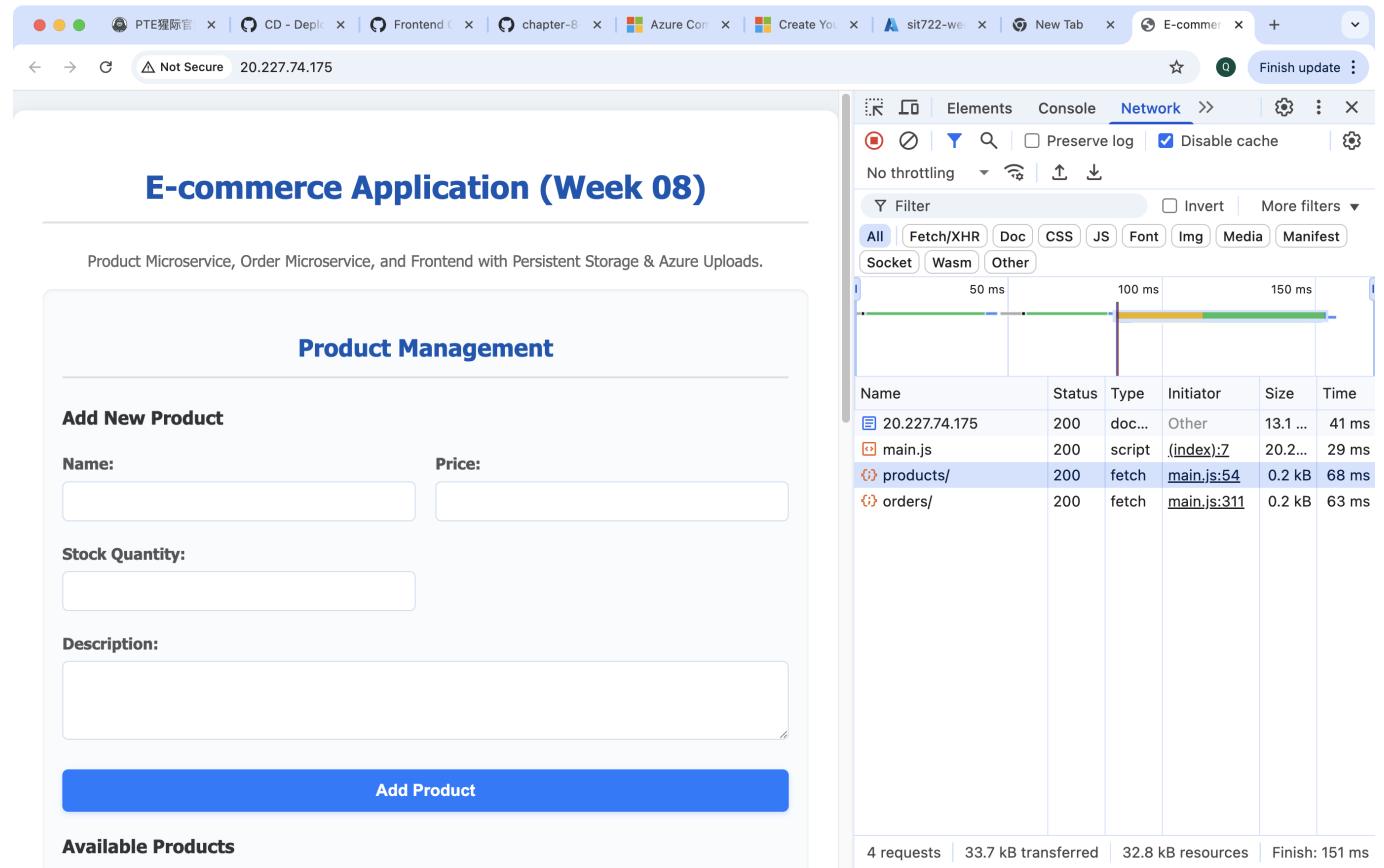 PTE猩际官 CD - Deplo Frontend C chapter-8 Azure Com Create You sit722-wee New Tab E-commer
Not Secure 20.227.74.175 Q Finish update
Elements Console Network
Preserve log Disable cache
No throttling
Filter Invert More filters
All Fetch/XHR Doc CSS JS Font Img Media Manifest
Socket Wasm Other
50 ms 100 ms 150 ms
Name Status Type Initiator Size Time
20.227.74.175 200 doc... Other 13.1 ... 41 ms
main.js 200 script (index):7 20.2... 29 ms
products/ 200 fetch main.js:54 0.2 kB 68 ms
orders/ 200 fetch main.js:311 0.2 kB 63 ms
4 requests 33.7 kB transferred 32.8 kB resources Finish: 151 ms
E-commerce Application (Week 08)
Product Microservice, Order Microservice, and Frontend with Persistent Storage & Azure Uploads.
Product Management
Add New Product
Name: Price:
Stock Quantity:
Description:
Add Product
Available Products